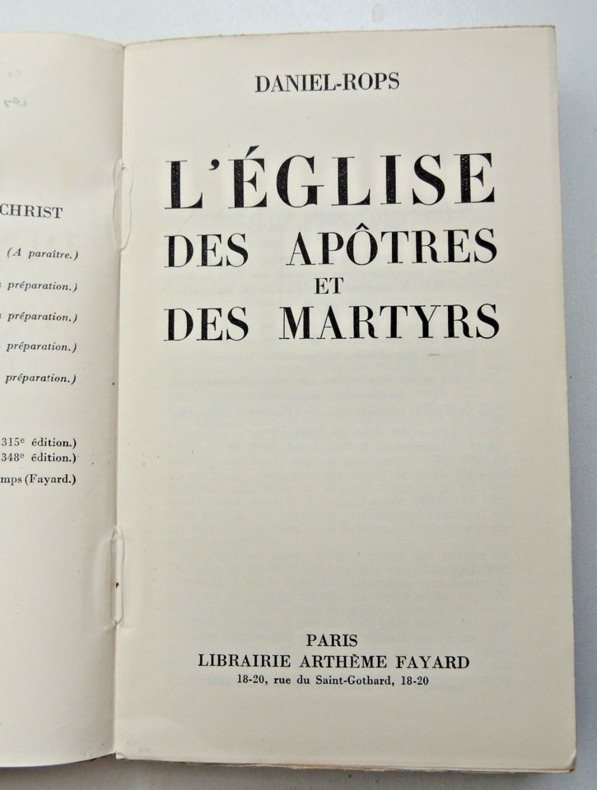 CHRIST
(A paraître.)
préparation.)
préparation.)
préparation.)
préparation.)
315e édition.)
348e édition.)
mps (Fayard.)
DANIEL-ROPS
L'ÉGLISE
DES APÔTRES
ET
DES MARTYRS
PARIS
LIBRAIRIE ARTHÈME FAYARD
18-20, rue du Saint-Gothard, 18-20